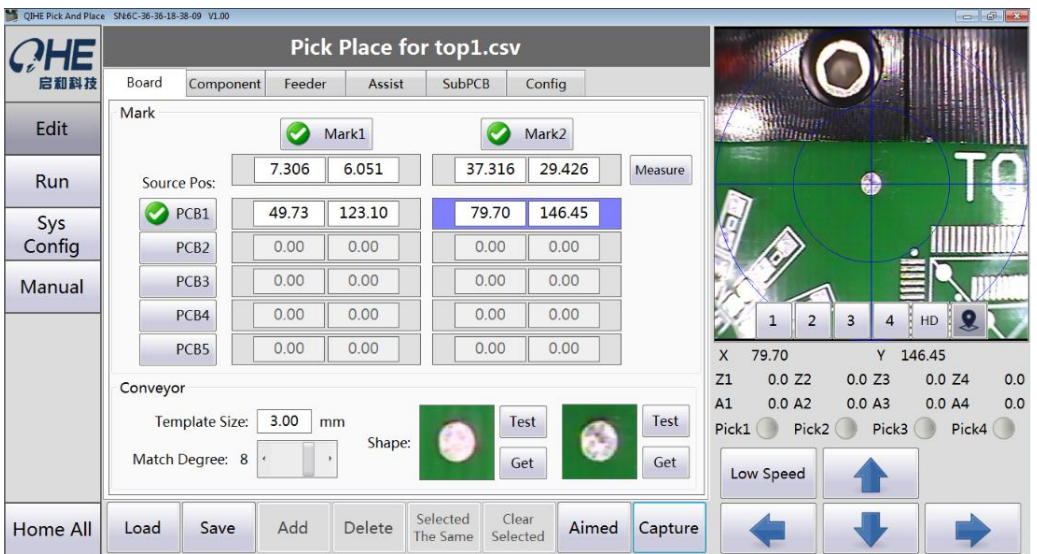 QIHE Pick And Place SN:6C-36-36-18-38-09 V1.00
QHE
启和科技
Edit
Run
Sys
Config
Manual
Home All
Pick Place for top1.csv
Board Component Feeder Assist SubPCB Config
Mark
Mark1 Mark2
Source Pos: 7.306 6.051 37.316 29.426 Measure
PCB1 49.73 123.10 79.70 146.45
PCB2 0.00 0.00 0.00 0.00
PCB3 0.00 0.00 0.00 0.00
PCB4 0.00 0.00 0.00 0.00
PCB5 0.00 0.00 0.00 0.00
Conveyor
Template Size: 3.00 mm
Match Degree: 8
Shape:
Test Get
Test Get
Load Save Add Delete Selected The Same Clear Selected Aimed Capture
1 2 3 4 HD
X 79.70 Y 146.45
Z1 0.0 Z2 0.0 Z3 0.0 Z4 0.0
A1 0.0 A2 0.0 A3 0.0 A4 0.0
Pick1 Pick2 Pick3 Pick4
Low Speed